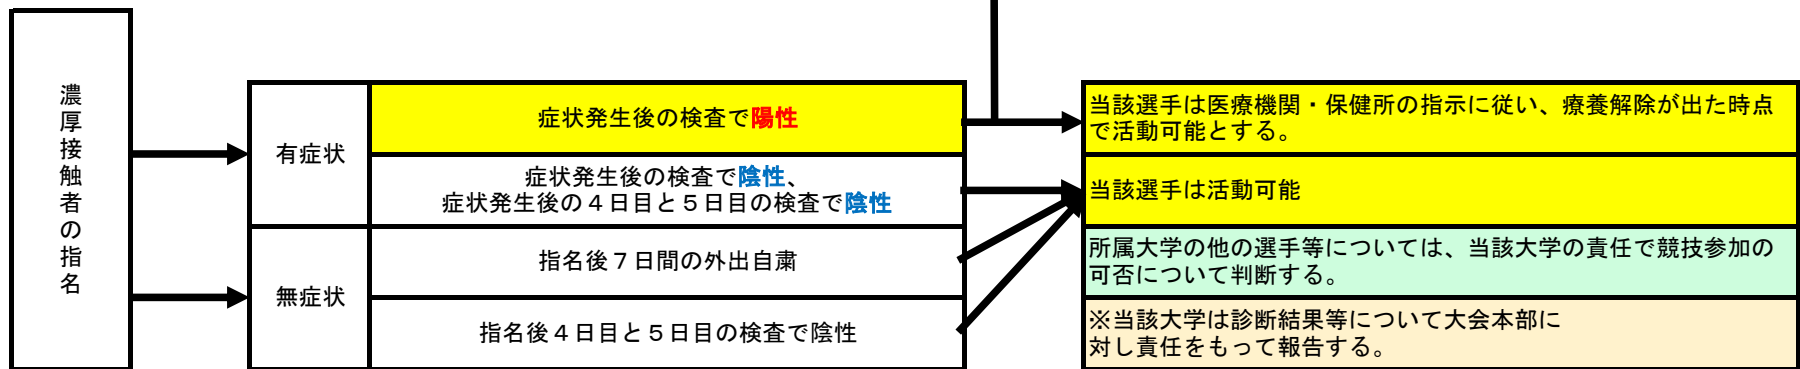 濃厚接触者の指名
有症状
症状発生後の検査で陽性
症状発生後の検査で陰性、
症状発生後の４日目と５日目の検査で陰性
無症状
指名後７日間の外出自粛
指名後４日目と５日目の検査で陰性
当該選手は医療機関・保健所の指示に従い、療養解除が出た時点
で活動可能とする。
当該選手は活動可能
所属大学の他の選手等については、当該大学の責任で競技参加の
可否について判断する。
※当該大学は診断結果等について大会本部に
対し責任をもって報告する。